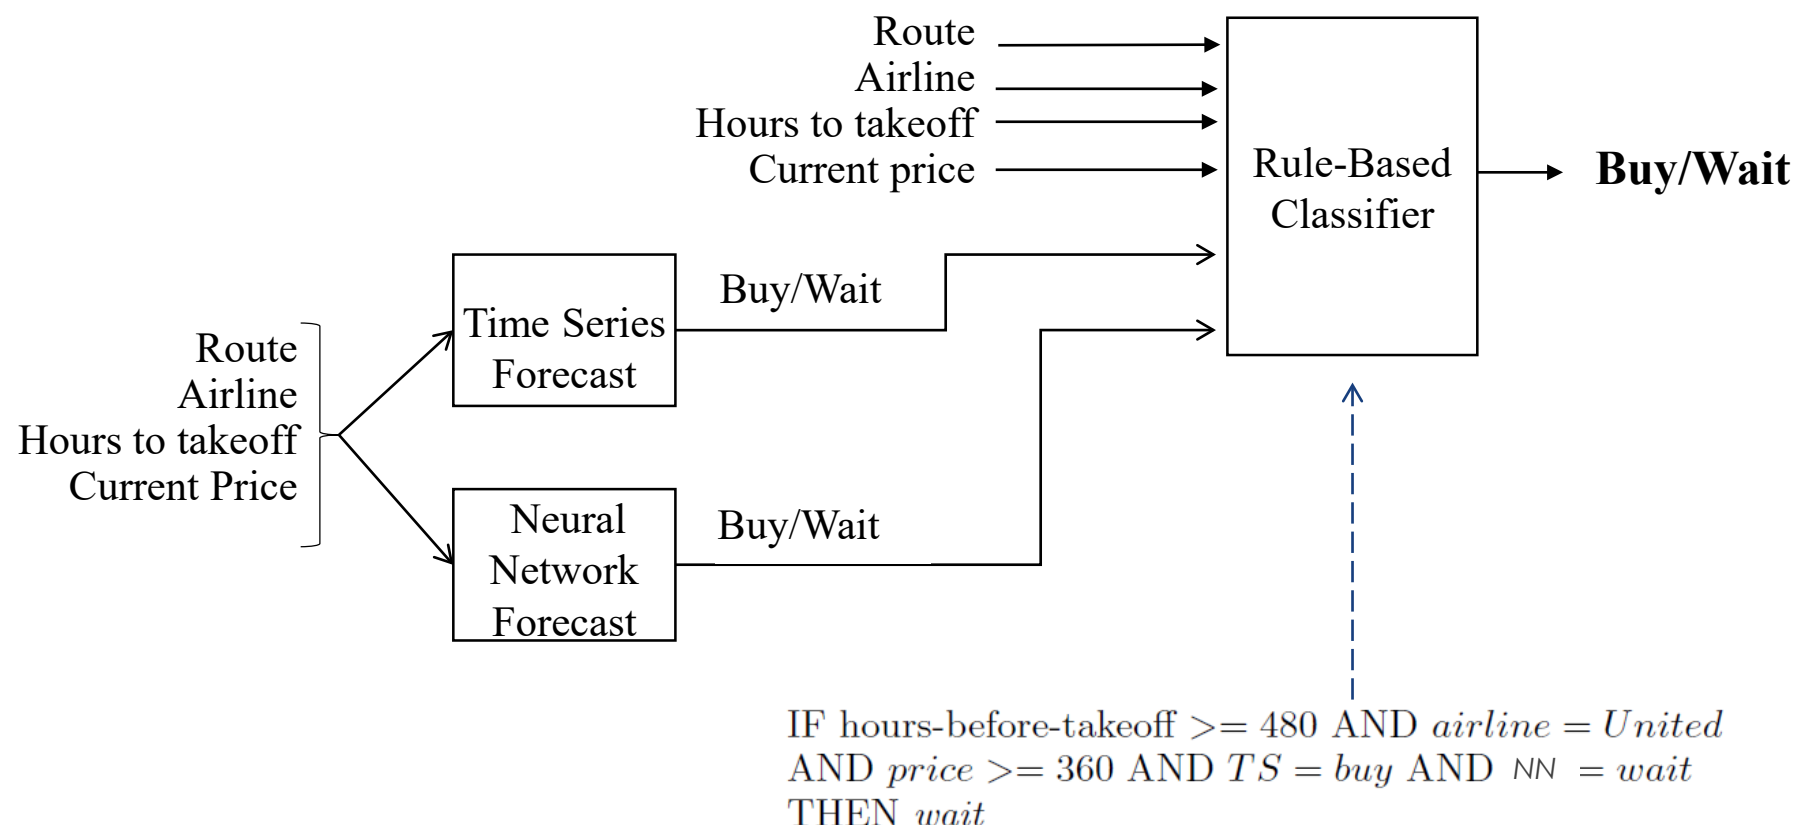 Route
Airline
Hours to takeoff
Current price
Rule-Based
Classifier
Buy/Wait
Time Series
Forecast
Buy/Wait
Route
Airline
Hours to takeoff
Current Price
Neural
Network
Forecast
Buy/Wait
IF hours-before-takeoff >= 480 AND airline = United
AND price >= 360 AND TS = buy AND NN = wait
THEN wait